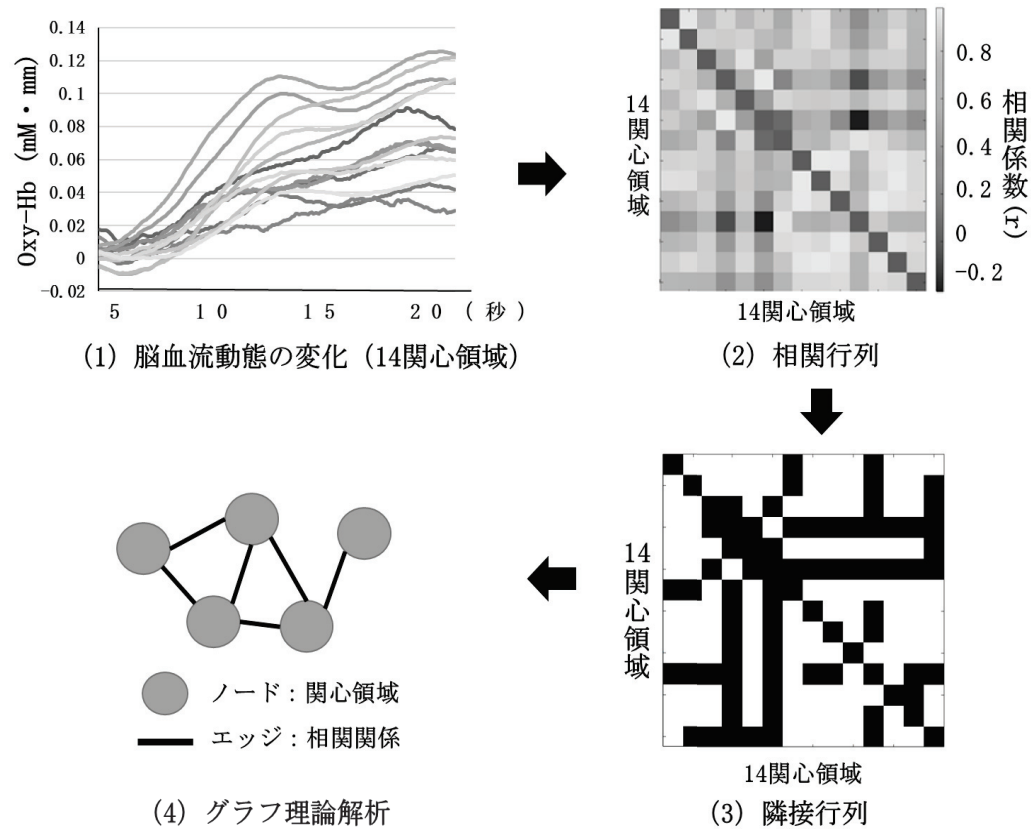 0.14
0.12
0.1
0.08
0.06
0.04
0.02
0
-0.02
Oxy-Hb (mM・mm)
5 10 15 20 (秒)
(1) 脳血流動態の変化 (14関心領域)
14関心領域
0.8
0.6
0.4
0.2
0
-0.2
相関係数(r)
14関心領域
(2) 相関行列
14関心領域
14関心領域
(3) 隣接行列
ノード：関心領域
エッジ：相関関係
(4) グラフ理論解析